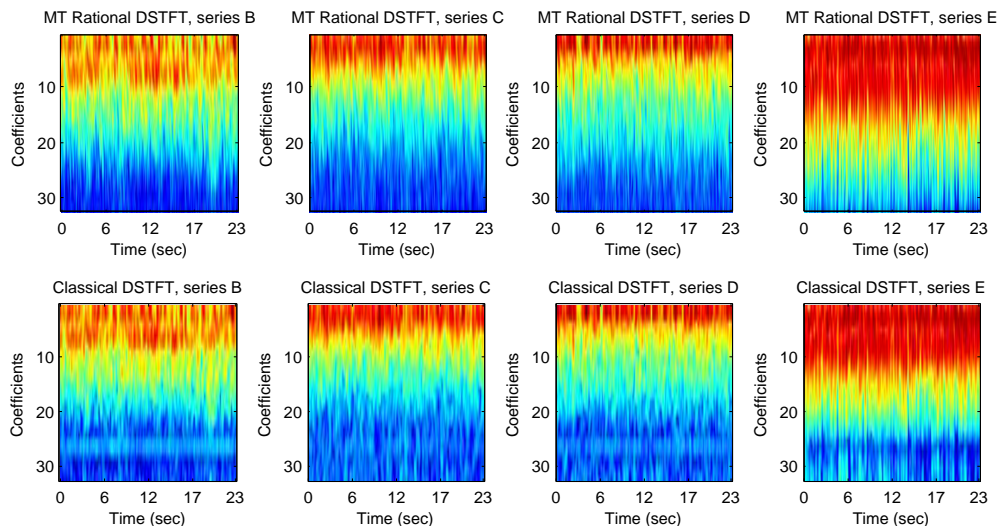 MT Rational DSTFT, series B
MT Rational DSTFT, series C
MT Rational DSTFT, series D
MT Rational DSTFT, series E
Coefficients
10
20
30
0 6 12 17 23
Time (sec)
Coefficients
10
20
30
0 6 12 17 23
Time (sec)
Coefficients
10
20
30
0 6 12 17 23
Time (sec)
Coefficients
10
20
30
0 6 12 17 23
Time (sec)
Classical DSTFT, series B
Classical DSTFT, series C
Classical DSTFT, series D
Classical DSTFT, series E
Coefficients
10
20
30
0 6 12 17 23
Time (sec)
Coefficients
10
20
30
0 6 12 17 23
Time (sec)
Coefficients
10
20
30
0 6 12 17 23
Time (sec)
Coefficients
10
20
30
0 6 12 17 23
Time (sec)